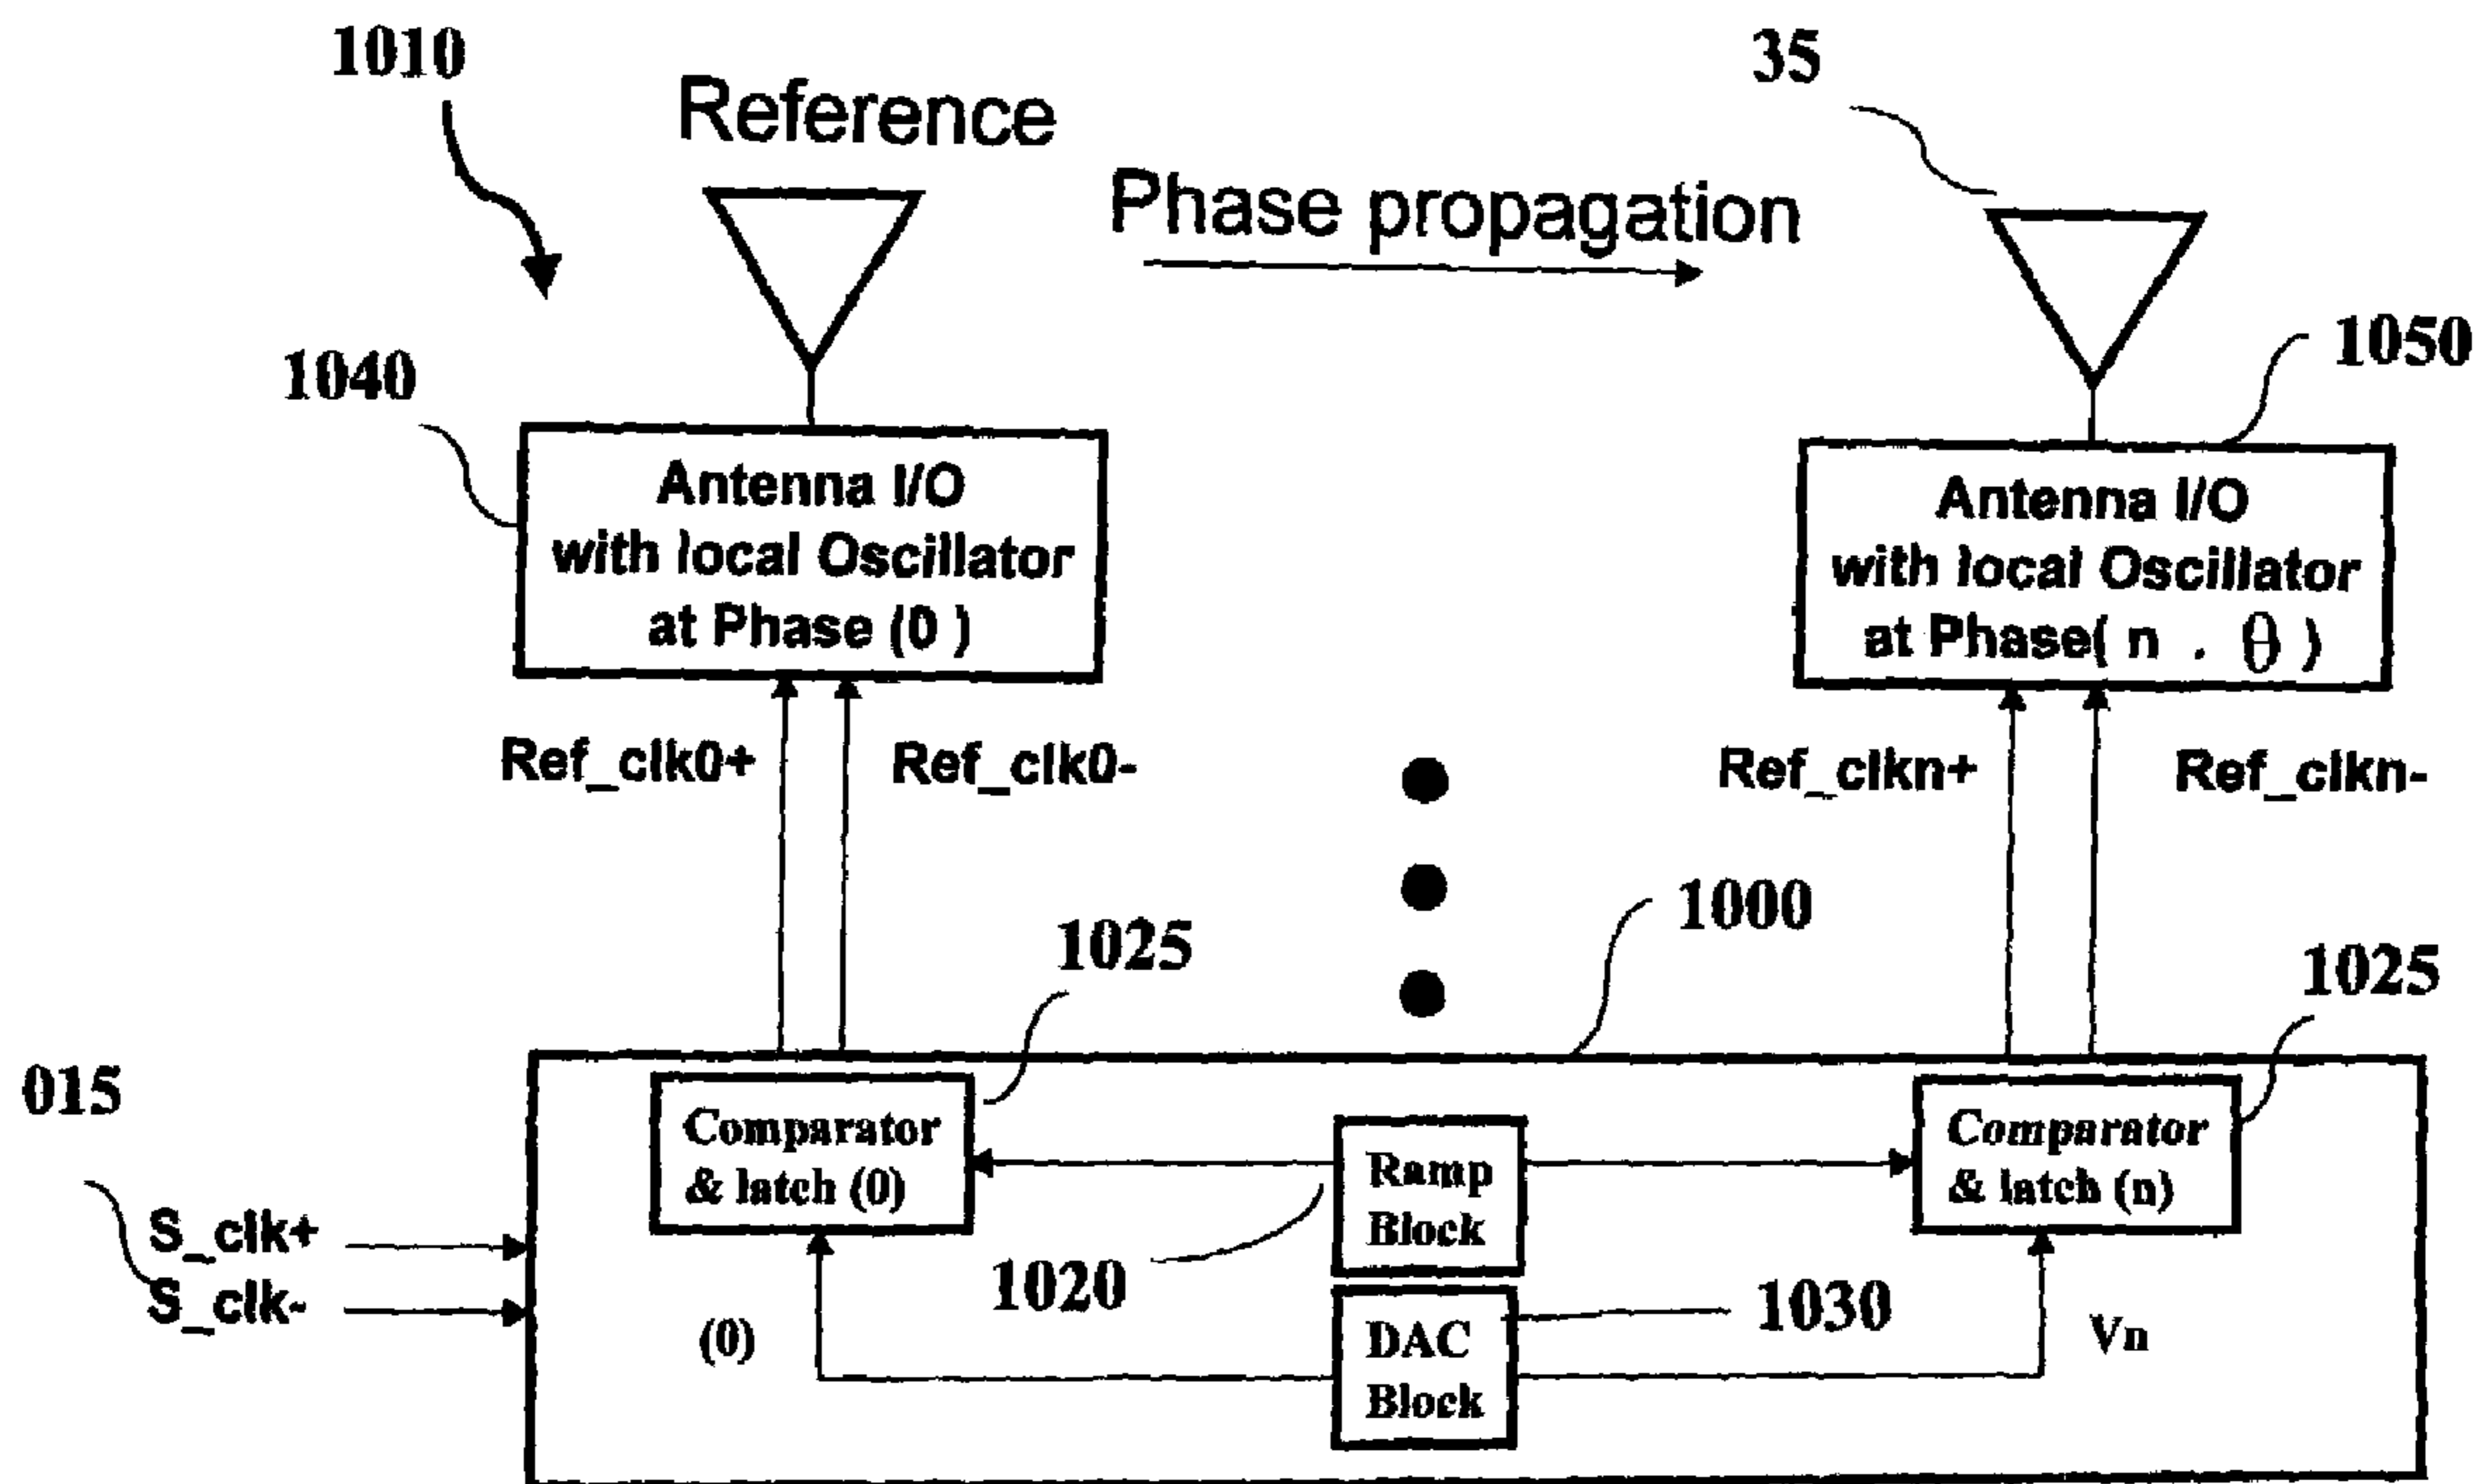 1010
Reference
35
Phase propagation
1040
1050
Antenna I/O
with local Oscillator
at Phase (0 )
Antenna I/O
with local Oscillator
at Phase( n . θ )
Ref_clk0+
Ref_clk0-
Ref_clkn+
Ref_clkn-
1000
1025
1025
015
S_clk+
S_clk-
Comparator
& latch (0)
Ramp
Block
Comparator
& latch (n)
1020
1030
(0)
DAC
Block
Vn